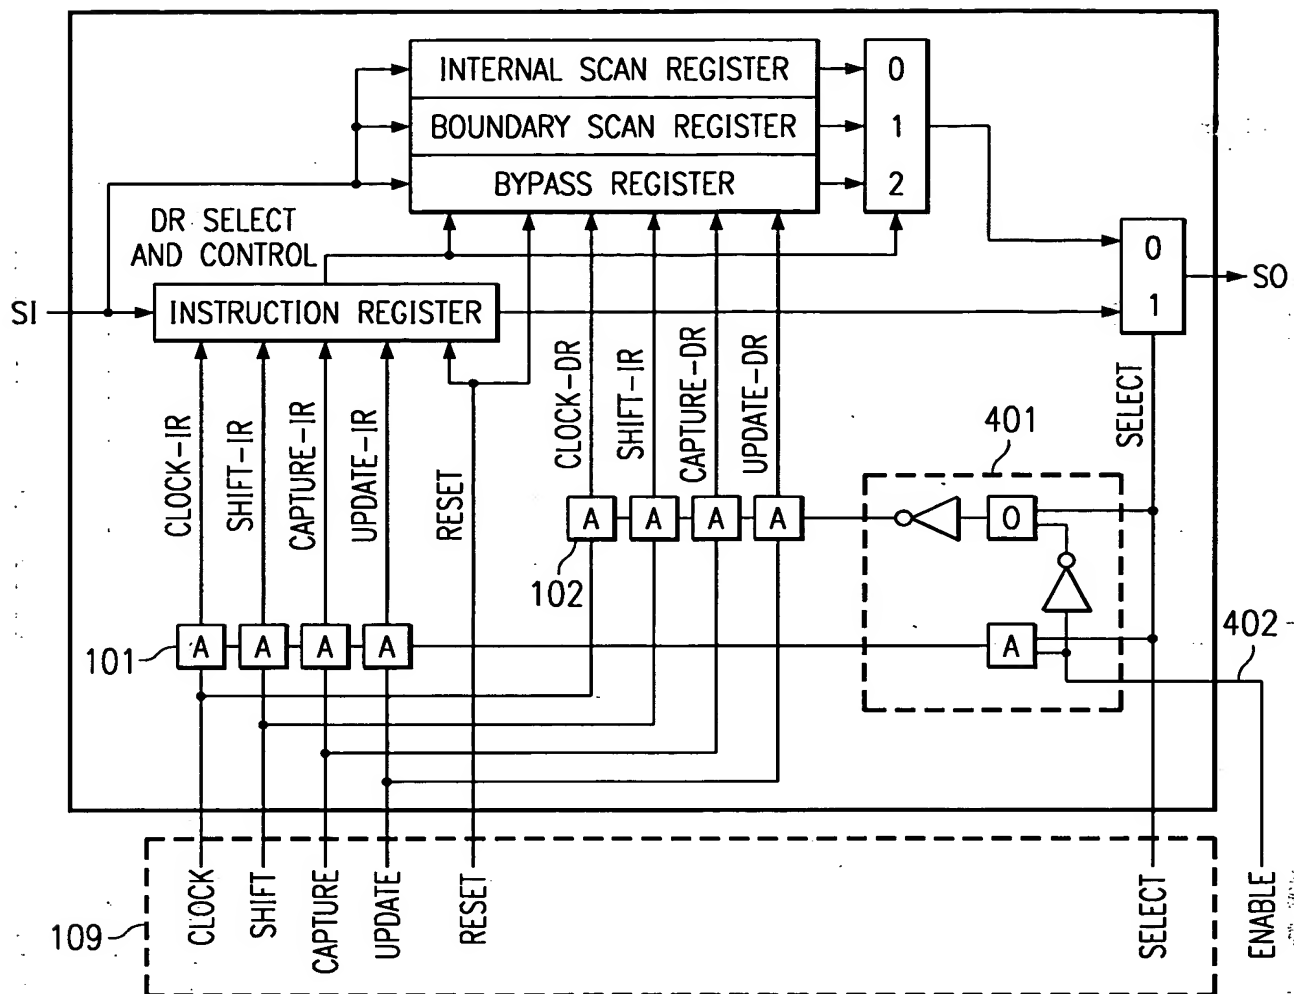 INTERNAL SCAN REGISTER
0
BOUNDARY SCAN REGISTER
1
BYPASS REGISTER
2
DR SELECT
AND CONTROL
0
SI
INSTRUCTION REGISTER
1
SO
CLOCK-IR
SHIFT-IR
CAPTURE-IR
UPDATE-IR
RESET
CLOCK-DR
SHIFT-IR
CAPTURE-DR
UPDATE-DR
SELECT
401
A
A
A
A
O
102
101
A
A
A
A
A
402
109
CLOCK
SHIFT
CAPTURE
UPDATE
RESET
SELECT
ENABLE